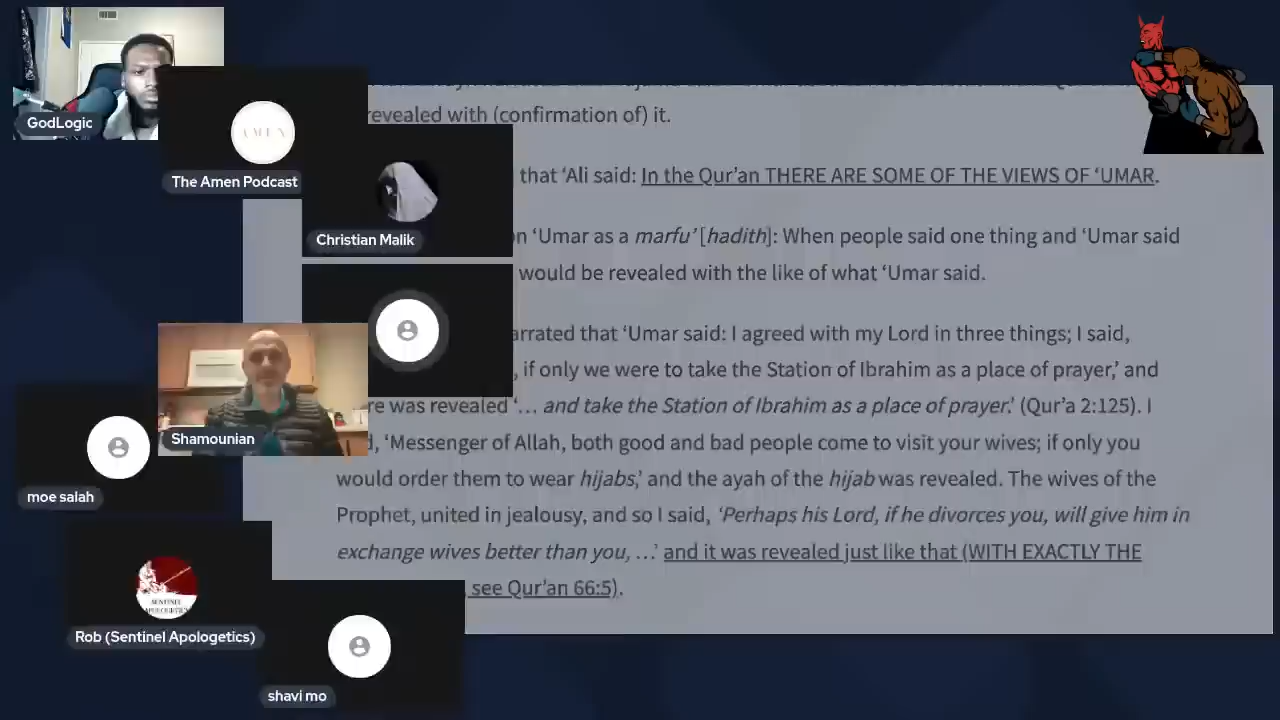 GodLogic
The Amen Podcast
AMEN
Christian Malik
Shamounian
moe salah
SENTINEL
APOLOGETICS
Rob (Sentinel Apologetics)
shavi mo
revealed with (confirmation of) it.
that ‘Ali said: In the Qur’an THERE ARE SOME OF THE VIEWS OF ‘UMAR.
‘Umar as a marfu’ [hadith]: When people said one thing and ‘Umar said
would be revealed with the like of what ‘Umar said.
that ‘Umar said: I agreed with my Lord in three things; I said,
, if only we were to take the Station of Ibrahim as a place of prayer,’ and
was revealed ‘… and take the Station of Ibrahim as a place of prayer.’ (Qur’a 2:125). I
‘Messenger of Allah, both good and bad people come to visit your wives; if only you
would order them to wear hijabs,’ and the ayah of the hijab was revealed. The wives of the
Prophet, united in jealousy, and so I said, ‘Perhaps his Lord, if he divorces you, will give him in
exchange wives better than you, …’ and it was revealed just like that (WITH EXACTLY THE
see Qur’an 66:5).